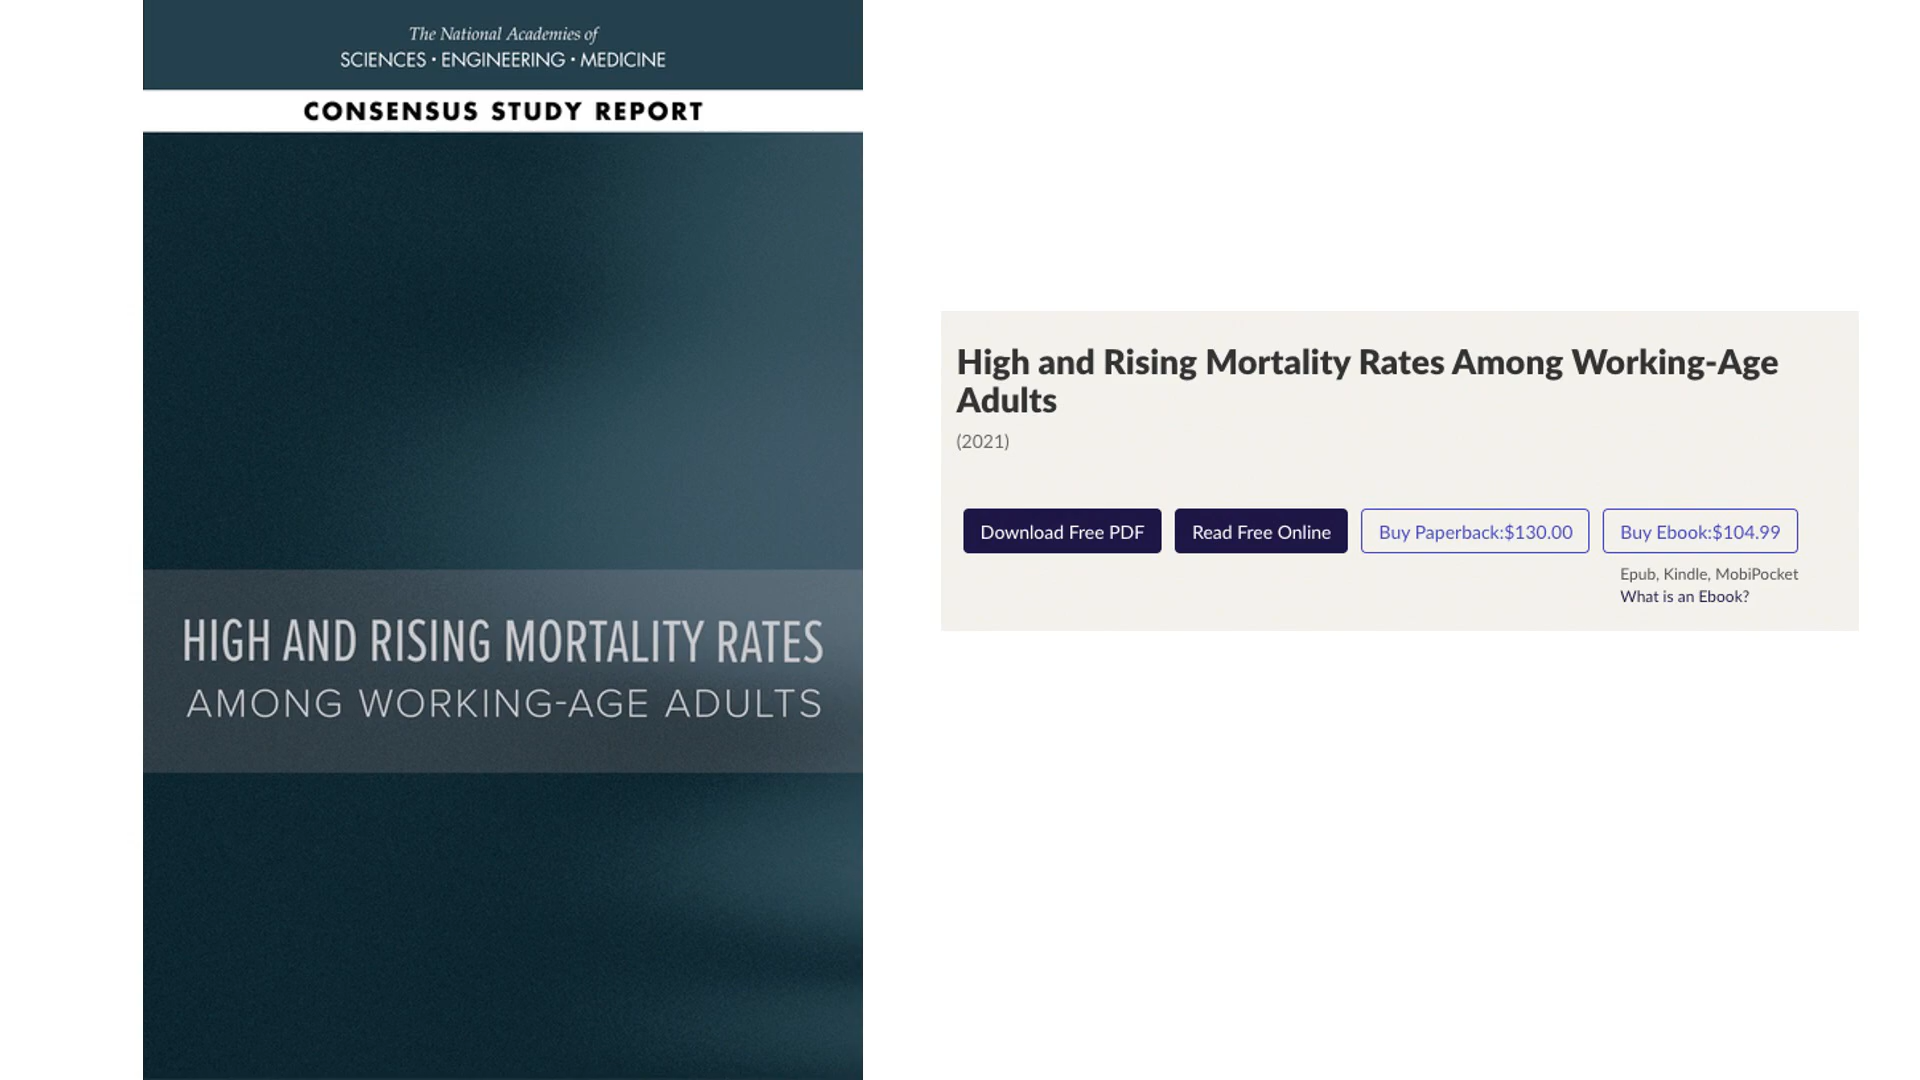 The National Academies of
SCIENCES · ENGINEERING · MEDICINE
CONSENSUS STUDY REPORT
HIGH AND RISING MORTALITY RATES
AMONG WORKING-AGE ADULTS
High and Rising Mortality Rates Among Working-Age
Adults
(2021)
Download Free PDF Read Free Online Buy Paperback:$130.00 Buy Ebook:$104.99
Epub, Kindle, MobiPocket
What is an Ebook?